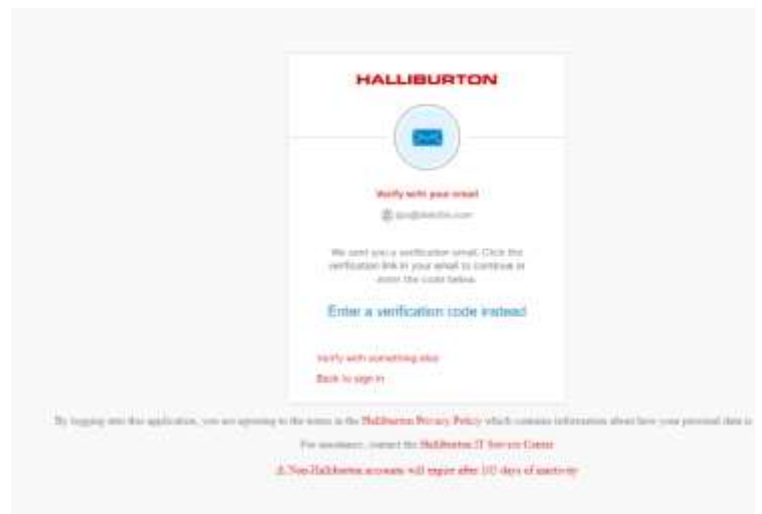 HALLIBURTON
Verify with your email
We sent you a verification email. Click the
verification link in your email to continue or
enter the code below.
Enter a verification code instead
Verify with something else
Back to sign in
By logging into this application, you are agreeing to the terms in the Halliburton Privacy Policy which contains information about how your personal data is
For assistance, contact the Halliburton IT Service Center
Non-Halliburton accounts will expire after days of inactivity